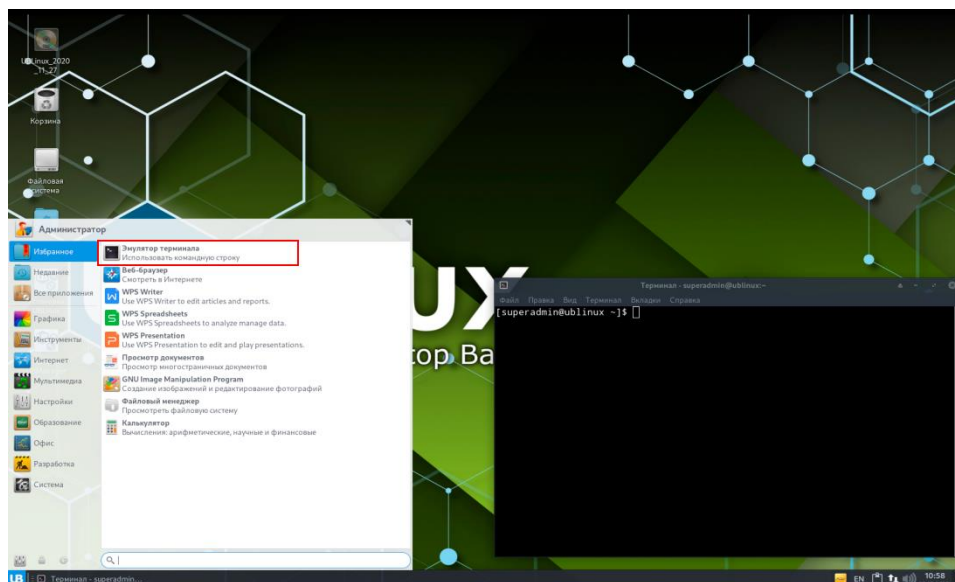 UBLinux_2020
_11_27
Корзина
Файловая
система
Администратор
Избранное
Недавние
Все приложения
Графика
Инструменты
Интернет
Мультимедиа
Настройки
Образование
Офис
Разработка
Система
Эмулятор терминала
Использовать командную строку
Веб-браузер
Смотреть в Интернете
WPS Writer
Use WPS Writer to edit articles and reports.
WPS Spreadsheets
Use WPS Spreadsheets to analyze manage data.
WPS Presentation
Use WPS Presentation to edit and play presentations.
Просмотр документов
Просмотр многостраничных документов
GNU Image Manipulation Program
Создание изображений и редактирование фотографий
Файловый менеджер
Просмотреть файловую систему
Калькулятор
Вычисления: арифметические, научные и финансовые
UX
top Ba
Терминал - superadmin@ublinux:~
Файл Правка Вид Терминал Вкладки Справка
[superadmin@ublinux ~]$
UB
Терминал - superadmin...
EN
10:58